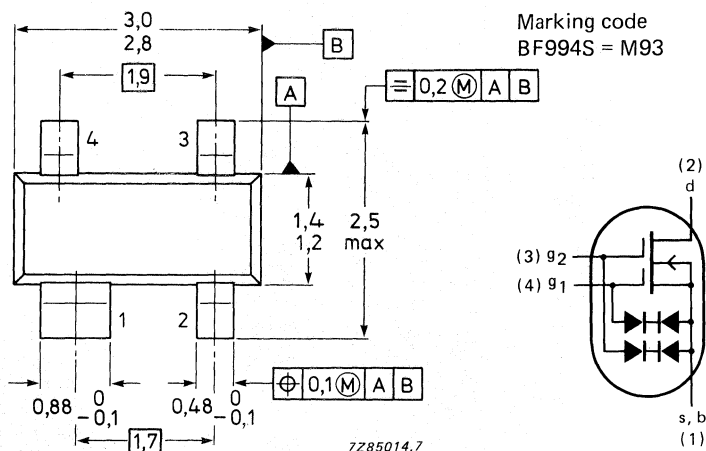 3,0
2,8
B
Marking code
BF994S = M93
1,9
A
⌯ 0,2 Ⓜ A B
4
3
1,4
1,2
2,5
max
1
2
(2)
d
(3) g2
(4) g1
⌖ 0,1 Ⓜ A B
0,88 0 −0,1
0,48 0 −0,1
1,7
7Z85014.7
s, b
(1)